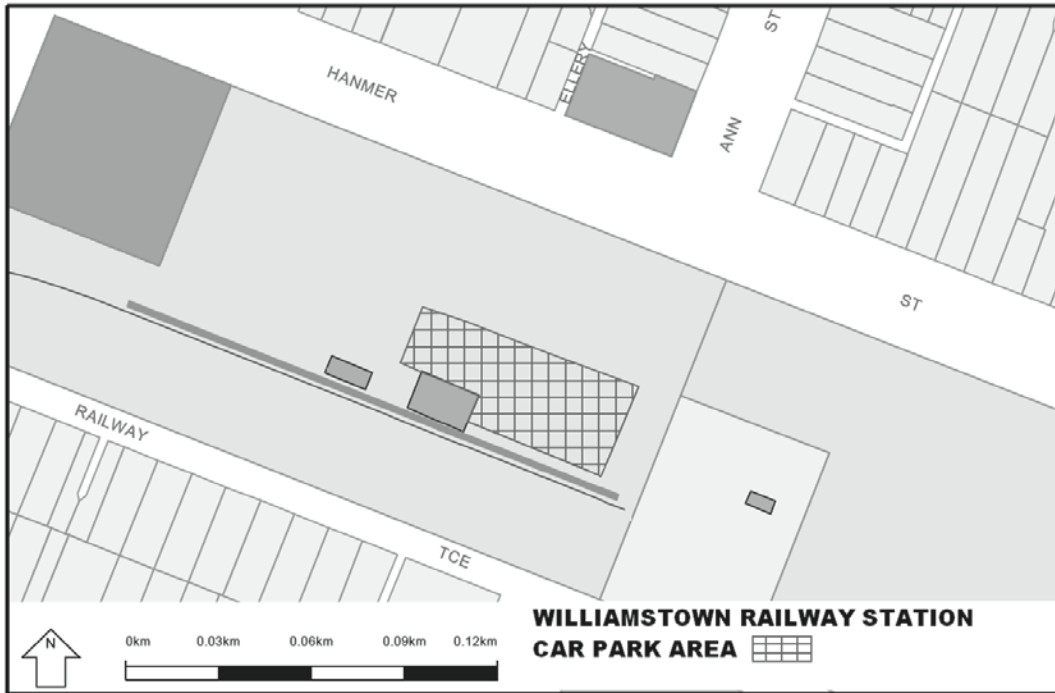 HANMER
ELLERY
ST
ANN
ST
RAILWAY
TCE
N
0km 0.03km 0.06km 0.09km 0.12km
WILLIAMSTOWN RAILWAY STATION
CAR PARK AREA